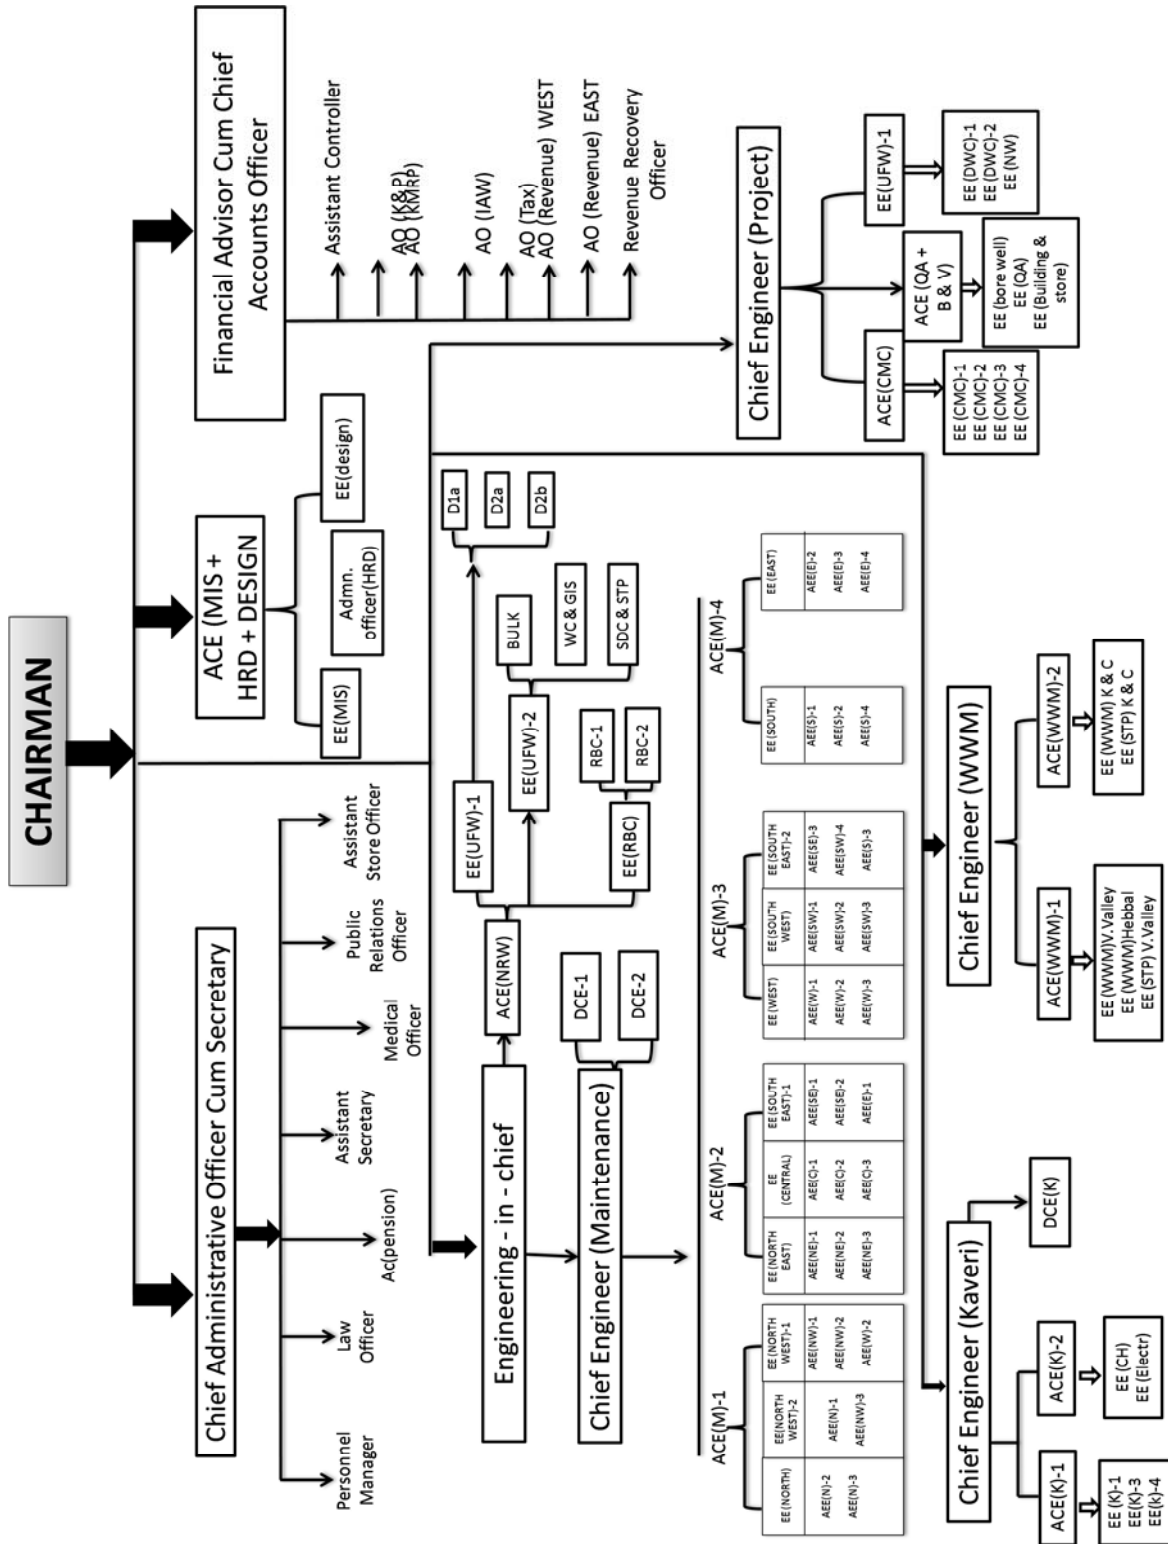 CHAIRMAN
Chief Administrative Officer Cum Secretary
ACE (MIS +
HRD + DESIGN
Financial Advisor Cum Chief
Accounts Officer
Personnel
Manager
Law
Officer
Ac(pension)
Assistant
Secretary
Medical
Officer
Public
Relations
Officer
Assistant
Store Officer
EE(MIS)
Admn.
officer(HRD)
EE(design)
Assistant Controller
AO (K&P)
AO (KMRP)
AO (IAW)
AO (Tax)
AO (Revenue) WEST
AO (Revenue) EAST
Revenue Recovery
Officer
Engineering - in - chief
ACE(NRW)
EE(UFW)-1
D1a
D2a
D2b
EE(UFW)-2
BULK
WC & GIS
SDC & STP
EE(RBC)
RBC-1
RBC-2
Chief Engineer (Maintenance)
DCE-1
DCE-2
ACE(M)-1
EE(NORTH)
AEE(N)-2
AEE(N)-3
EE(NORTH
WEST)-2
AEE(N)-1
AEE(NW)-3
EE(NORTH
WEST)-1
AEE(NW)-1
AEE(NW)-2
AEE(W)-2
ACE(M)-2
EE(NORTH
EAST)
AEE(NE)-1
AEE(NE)-2
AEE(NE)-3
EE
(CENTRAL)
AEE(C)-1
AEE(C)-2
AEE(C)-3
EE(SOUTH
EAST)-1
AEE(SE)-1
AEE(SE)-2
AEE(E)-1
ACE(M)-3
EE(WEST)
AEE(W)-1
AEE(W)-2
AEE(W)-3
EE(SOUTH
WEST)
AEE(SW)-1
AEE(SW)-2
AEE(SW)-3
EE(SOUTH
EAST)-2
AEE(SE)-3
AEE(SW)-4
AEE(S)-3
ACE(M)-4
EE(SOUTH)
AEE(S)-1
AEE(S)-2
AEE(S)-4
EE(EAST)
AEE(E)-2
AEE(E)-3
AEE(E)-4
Chief Engineer (Project)
ACE(CMC)
EE(CMC)-1
EE(CMC)-2
EE(CMC)-3
EE(CMC)-4
ACE (QA +
B & V)
EE (bore well)
EE (QA)
EE (Building &
store)
EE(UFW)-1
EE(DWC)-1
EE(DWC)-2
EE (NW)
Chief Engineer (Kaveri)
ACE(K)-1
EE (K)-1
EE(K)-3
EE(k)-4
ACE(K)-2
EE (CH)
EE (Electr)
DCE(K)
Chief Engineer (WWM)
ACE(WWM)-1
EE (WWM)V.Valley
EE (WWM)Hebbal
EE (STP) V.Valley
ACE(WWM)-2
EE (WWM) K & C
EE (STP) K & C